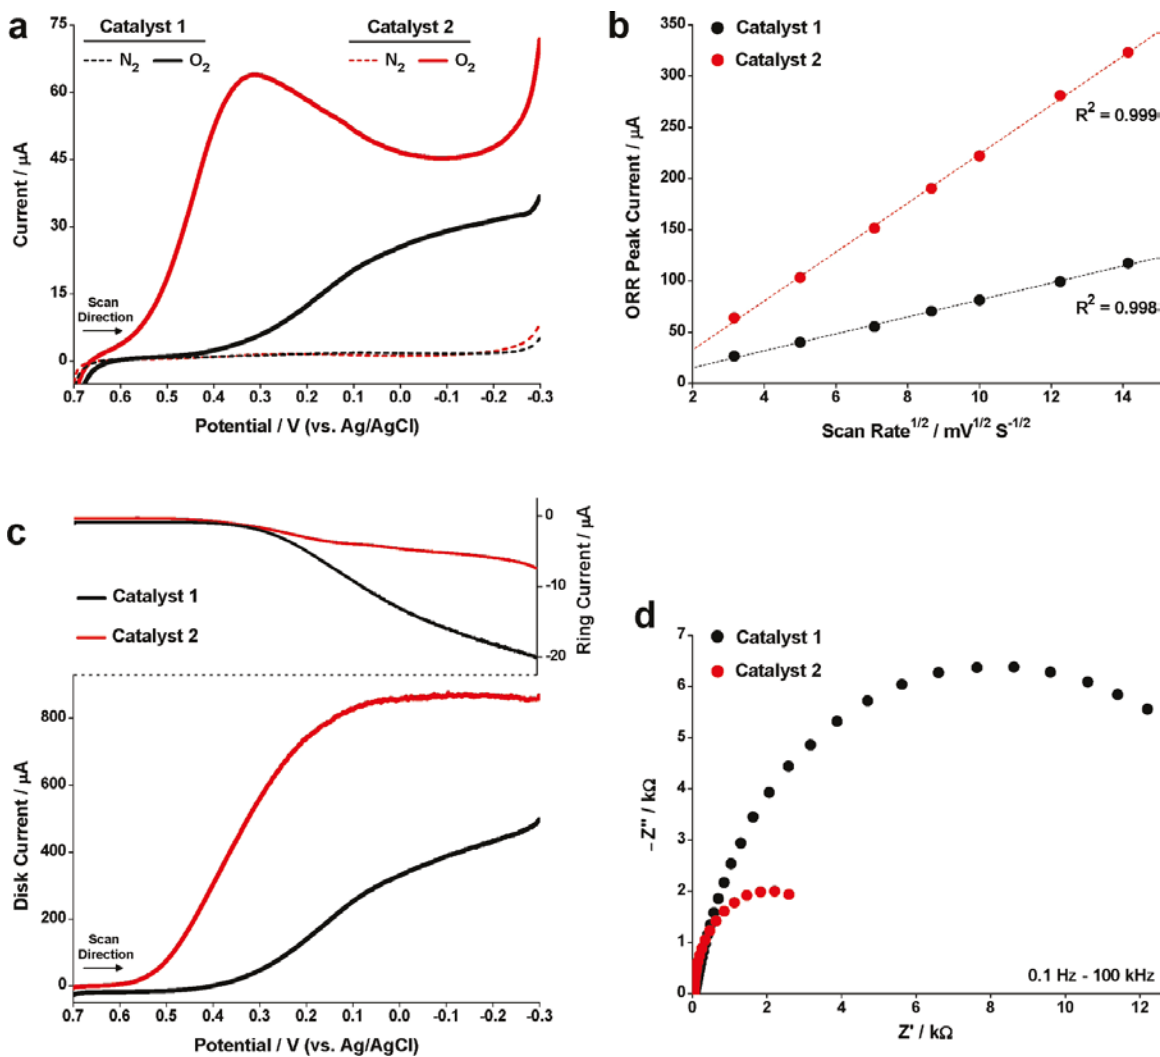 a
Catalyst 1
N2 O2
Catalyst 2
N2 O2
75
60
45
30
15
0
Current / μA
Scan
Direction
0.7 0.6 0.5 0.4 0.3 0.2 0.1 0.0 -0.1 -0.2 -0.3
Potential / V (vs. Ag/AgCl)
b
Catalyst 1
Catalyst 2
350
300
250
200
150
100
50
0
ORR Peak Current / μA
R2 = 0.999
R2 = 0.998
2 4 6 8 10 12 14
Scan Rate1/2 / mV1/2 S-1/2
c
Catalyst 1
Catalyst 2
0
-10
-20
Ring Current / μA
800
600
400
200
0
Disk Current / μA
Scan
Direction
0.7 0.6 0.5 0.4 0.3 0.2 0.1 0.0 -0.1 -0.2 -0.3
Potential / V (vs. Ag/AgCl)
d
Catalyst 1
Catalyst 2
7
6
5
4
3
2
1
0
-Z'' / kΩ
0.1 Hz - 100 kHz
0 2 4 6 8 10 12
Z' / kΩ